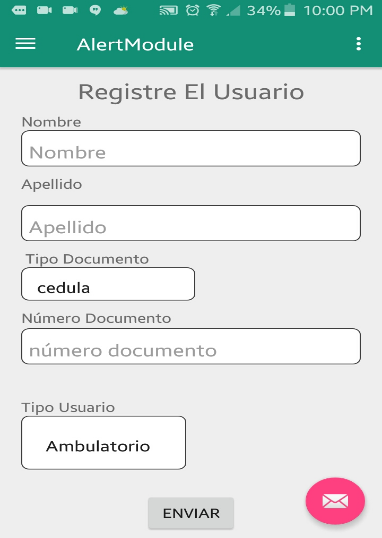 34% 10:00 PM
AlertModule
Registre El Usuario
Nombre
Nombre
Apellido
Apellido
Tipo Documento
cedula
Número Documento
número documento
Tipo Usuario
Ambulatorio
ENVIAR